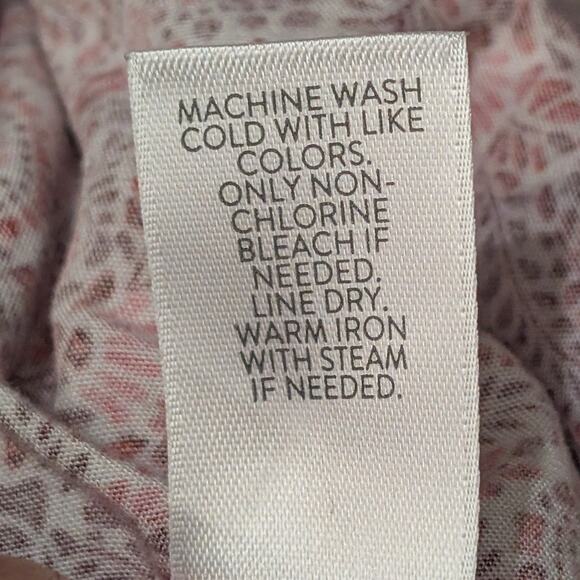 MACHINE WASH
COLD WITH LIKE
COLORS.
ONLY NON-
CHLORINE
BLEACH IF
NEEDED.
LINE DRY.
WARM IRON
WITH STEAM
IF NEEDED.